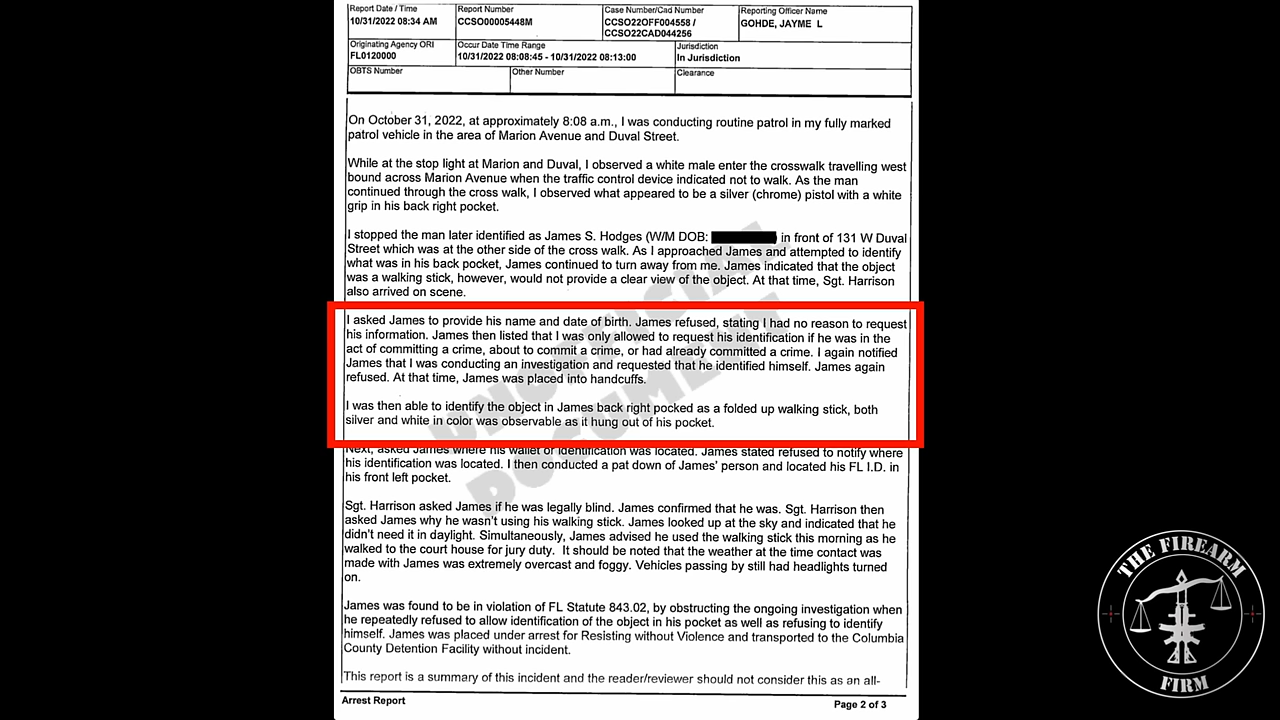 Report Date / Time
10/31/2022 08:34 AM
Report Number
CCSO00005448M
Case Number/Cad Number
CCSO22OFF004558 /
CCSO22CAD044256
Reporting Officer Name
GOHDE, JAYME L
Originating Agency ORI
FL0120000
Occur Date Time Range
10/31/2022 08:08:45 - 10/31/2022 08:13:00
Jurisdiction
In Jurisdiction
OBTS Number
Other Number
Clearance
On October 31, 2022, at approximately 8:08 a.m., I was conducting routine patrol in my fully marked
patrol vehicle in the area of Marion Avenue and Duval Street.
While at the stop light at Marion and Duval, I observed a white male enter the crosswalk travelling west
bound across Marion Avenue when the traffic control device indicated not to walk. As the man
continued through the cross walk, I observed what appeared to be a silver (chrome) pistol with a white
grip in his back right pocket.
I stopped the man later identified as James S. Hodges (W/M DOB: ) in front of 131 W Duval
Street which was at the other side of the cross walk. As I approached James and attempted to identify
what was in his back pocket, James continued to turn away from me. James indicated that the object
was a walking stick, however, would not provide a clear view of the object. At that time, Sgt. Harrison
also arrived on scene.
I asked James to provide his name and date of birth. James refused, stating I had no reason to request
his information. James then listed that I was only allowed to request his identification if he was in the
act of committing a crime, about to commit a crime, or had already committed a crime. I again notified
James that I was conducting an investigation and requested that he identified himself. James again
refused. At that time, James was placed into handcuffs.
I was then able to identify the object in James back right pocked as a folded up walking stick, both
silver and white in color was observable as it hung out of his pocket.
Next, asked James where his wallet or identification was located. James stated refused to notify where
his identification was located. I then conducted a pat down of James' person and located his FL I.D. in
his front left pocket.
Sgt. Harrison asked James if he was legally blind. James confirmed that he was. Sgt. Harrison then
asked James why he wasn't using his walking stick. James looked up at the sky and indicated that he
didn't need it in daylight. Simultaneously, James advised he used the walking stick this morning as he
walked to the court house for jury duty. It should be noted that the weather at the time contact was
made with James was extremely overcast and foggy. Vehicles passing by still had headlights turned
on.
James was found to be in violation of FL Statute 843.02, by obstructing the ongoing investigation when
he repeatedly refused to allow identification of the object in his pocket as well as refusing to identify
himself. James was placed under arrest for Resisting without Violence and transported to the Columbia
County Detention Facility without incident.
This report is a summary of this incident and the reader/reviewer should not consider this as an all-
Arrest Report
Page 2 of 3
UNOFFICIAL
DOCUMENT
THE FIREARM
FIRM